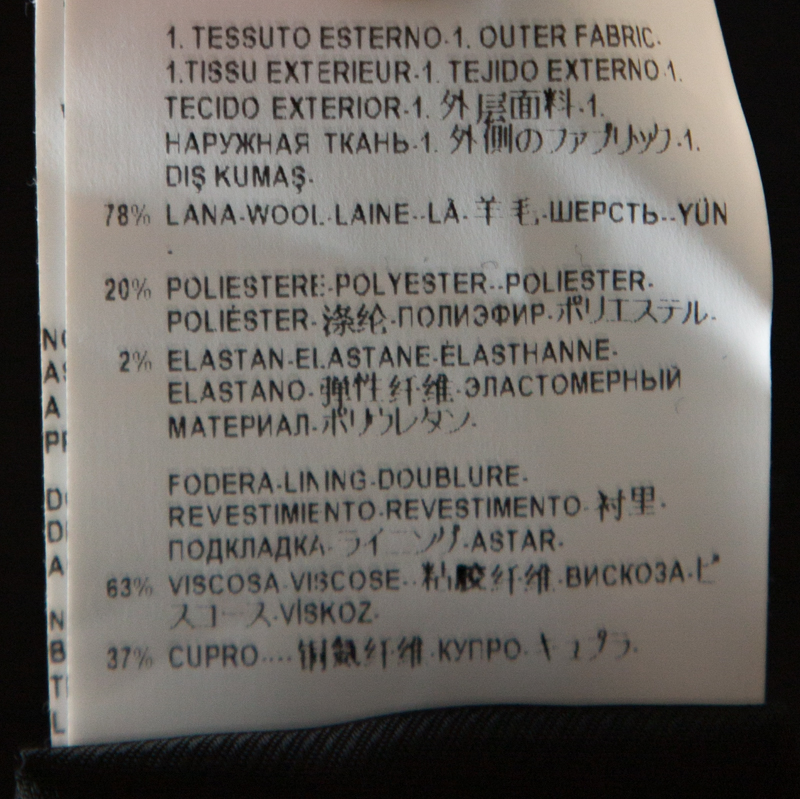 1. TESSUTO ESTERNO·1. OUTER FABRIC·
1.TISSU EXTERIEUR·1. TEJIDO EXTERNO·1.
TECIDO EXTERIOR·1. 外层面料·1.
НАРУЖНАЯ ТКАНЬ·1. 外側のファブリック·1.
DIŞ KUMAŞ·
78% LANA·WOOL·LAINE··LÃ·羊毛·ШЕРСТЬ··YÜN
·
20% POLIESTERE·POLYESTER··POLIESTER·
POLIÉSTER·涤纶·ПОЛИЭФИР·ポリエステル·
2% ELASTAN·ELASTANE·ÉLASTHANNE·
ELASTANO·弹性纤维·ЭЛАСТОМЕРНЫЙ
МАТЕРИАЛ·ポリウレタン·
FODERA·LINING·DOUBLURE·
REVESTIMIENTO·REVESTIMENTO·衬里·
ПОДКЛАДКА·ライニング·ASTAR·
63% VISCOSA·VISCOSE··粘胶纤维·ВИСКОЗА·ビ
スコース·VİSKOZ·
37% CUPRO····铜氨纤维·КУПРО·キュプラ·
NO
A
PR
A
N
B
L